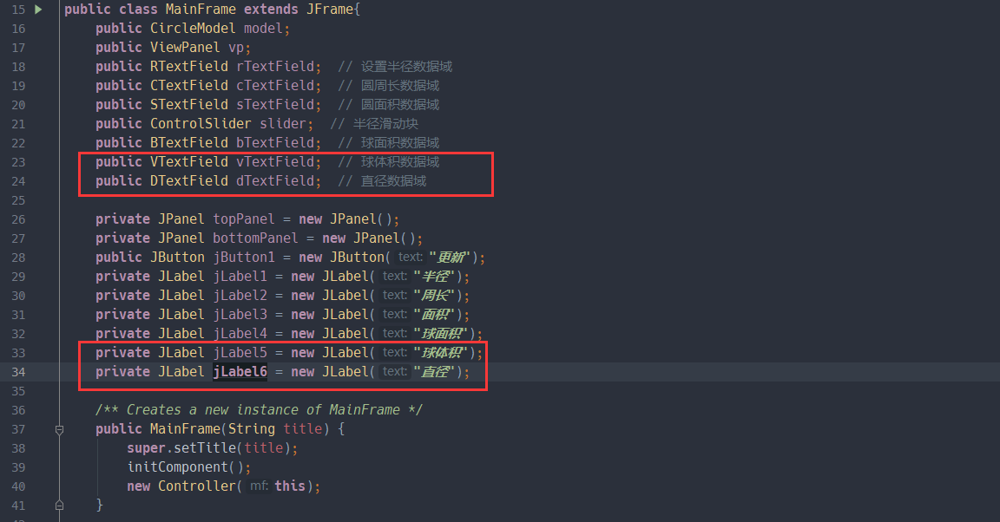 15 public class MainFrame extends JFrame{
16 public CircleModel model;
17 public ViewPanel vp;
18 public RTextField rTextField; // 设置半径数据域
19 public CTextField cTextField; // 圆周长数据域
20 public STextField sTextField; // 圆面积数据域
21 public ControlSlider slider; // 半径滑动块
22 public BTextField bTextField; // 球面积数据域
23 public VTextField vTextField; // 球体积数据域
24 public DTextField dTextField; // 直径数据域
25
26 private JPanel topPanel = new JPanel();
27 private JPanel bottomPanel = new JPanel();
28 public JButton jButton1 = new JButton( text: "更新");
29 private JLabel jLabel1 = new JLabel( text: "半径");
30 private JLabel jLabel2 = new JLabel( text: "周长");
31 private JLabel jLabel3 = new JLabel( text: "面积");
32 private JLabel jLabel4 = new JLabel( text: "球面积");
33 private JLabel jLabel5 = new JLabel( text: "球体积");
34 private JLabel jLabel6 = new JLabel( text: "直径");
35
36 /** Creates a new instance of MainFrame */
37 public MainFrame(String title) {
38 super.setTitle(title);
39 initComponent();
40 new Controller( mf: this);
41 }